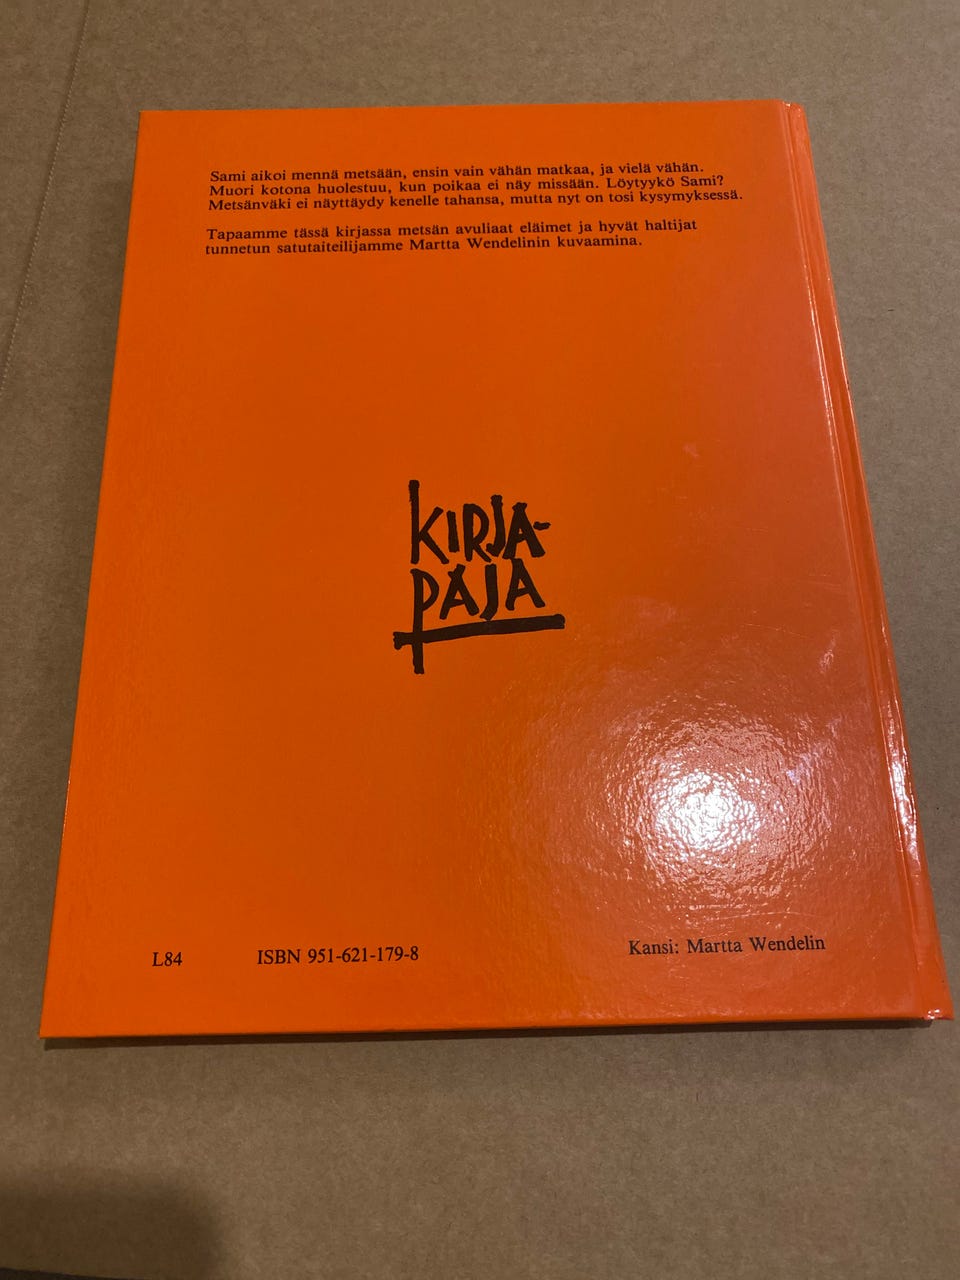 Sami aikoi mennä metsään, ensin vain vähän matkaa, ja vielä vähän.
Muori kotona huolestuu, kun poikaa ei näy missään. Löytyykö Sami?
Metsänväki ei näyttäydy kenelle tahansa, mutta nyt on tosi kysymyksessä.
Tapaamme tässä kirjassa metsän avuliaat eläimet ja hyvät haltijat
tunnetun satutaiteilijamme Martta Wendelinin kuvaamina.
KIRJA-
PAJA
L84 ISBN 951-621-179-8 Kansi: Martta Wendelin